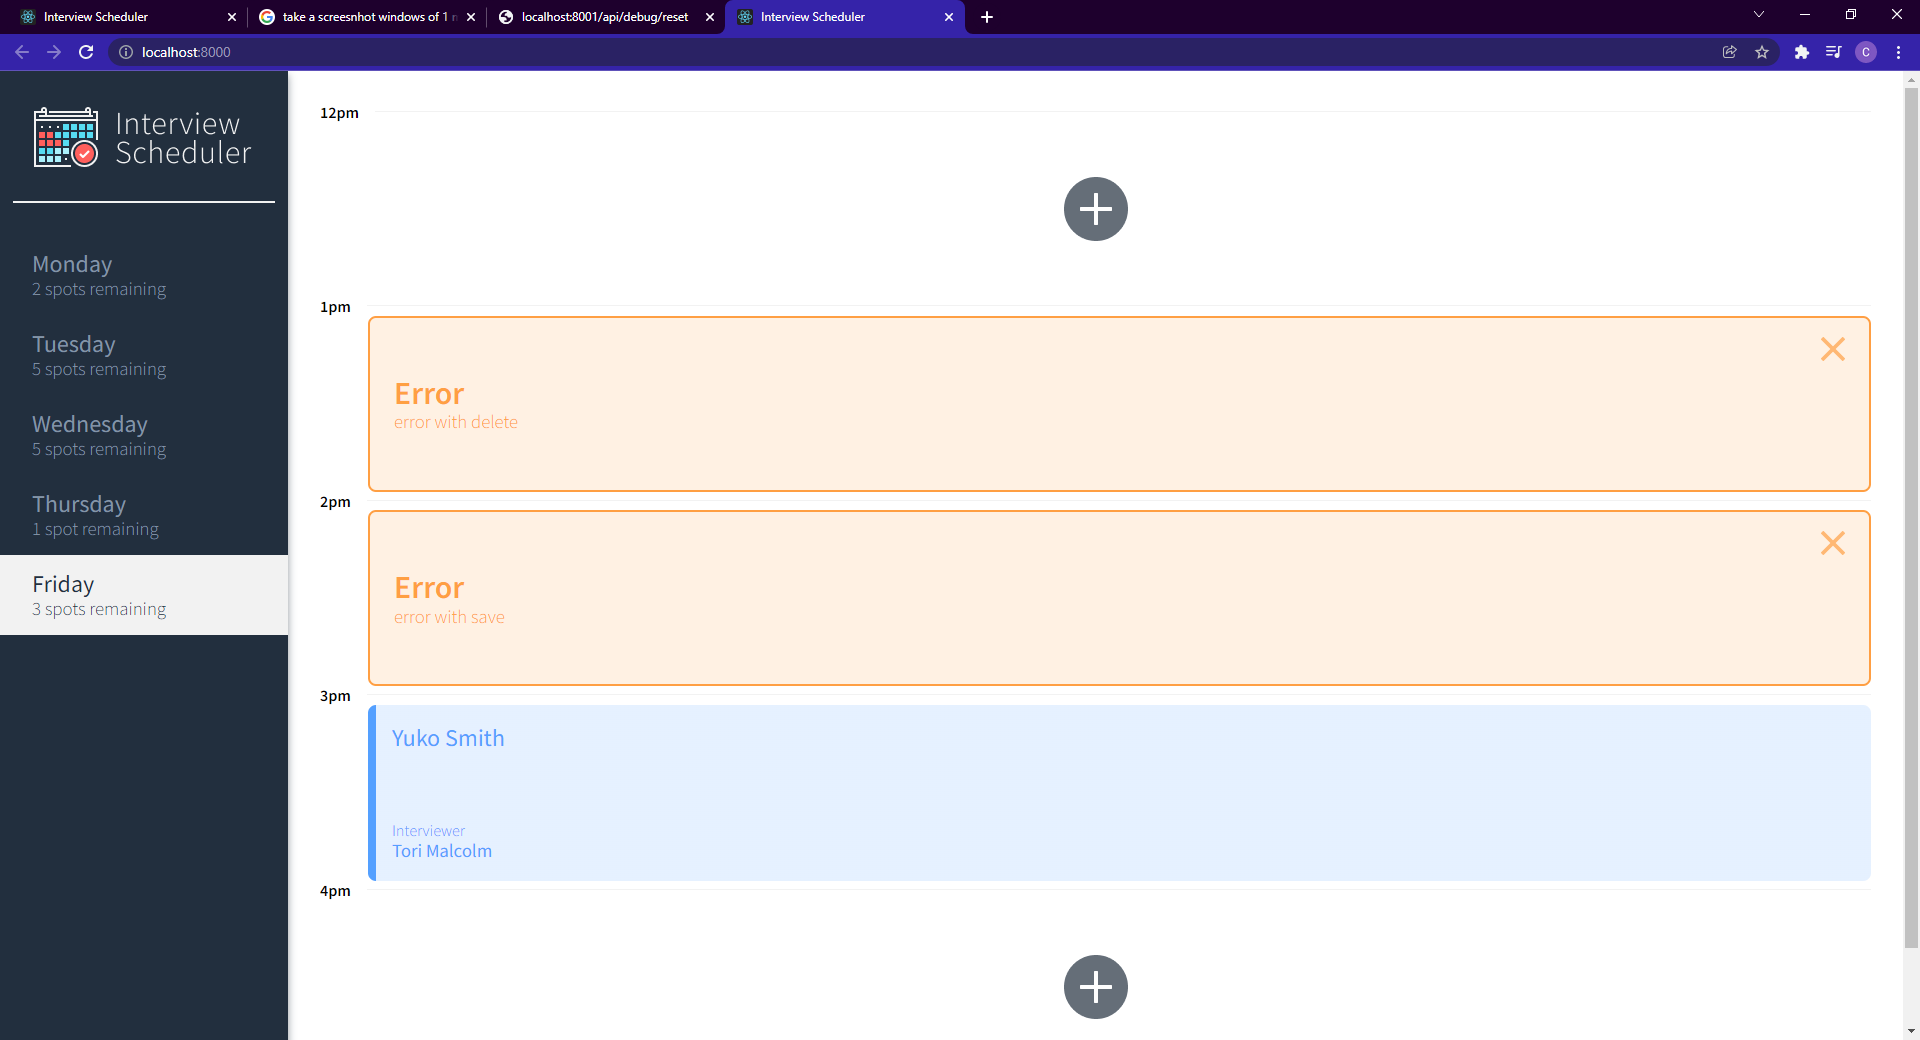 Interview Scheduler
take a screesnhot windows of 1
localhost:8001/api/debug/reset
Interview Scheduler
localhost:8000
C
Interview
Scheduler
Monday
2 spots remaining
Tuesday
5 spots remaining
Wednesday
5 spots remaining
Thursday
1 spot remaining
Friday
3 spots remaining
12pm
1pm
Error
error with delete
2pm
Error
error with save
3pm
Yuko Smith
Interviewer
Tori Malcolm
4pm